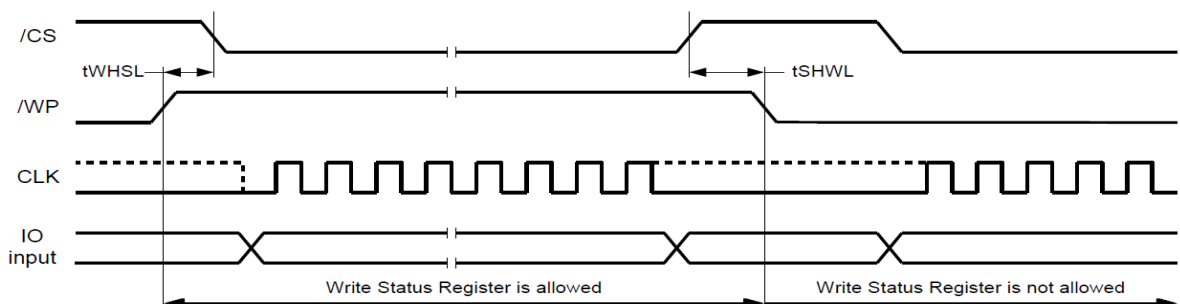 /CS
tWHSL
tSHWL
/WP
CLK
IO
input
Write Status Register is allowed
Write Status Register is not allowed